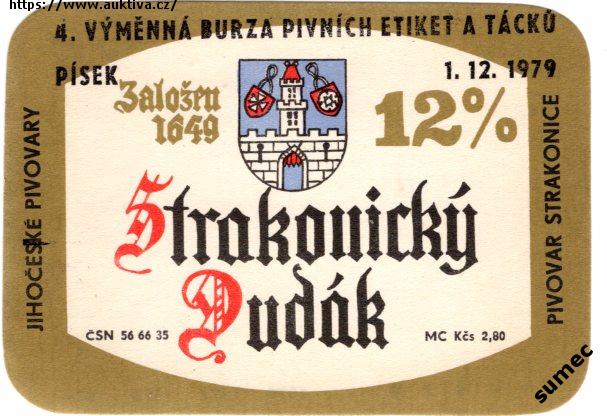 https://www.auktiva.cz/
4. VÝMĚNNÁ BURZA PIVNÍCH ETIKET A TÁCKŮ
PÍSEK 1. 12. 1979
Založen
1649
12%
JIHOČESKÉ PIVOVARY
PIVOVAR STRAKONICE
Strakonický
Dudák
ČSN 56 66 35
MC Kčs 2,80
sumec